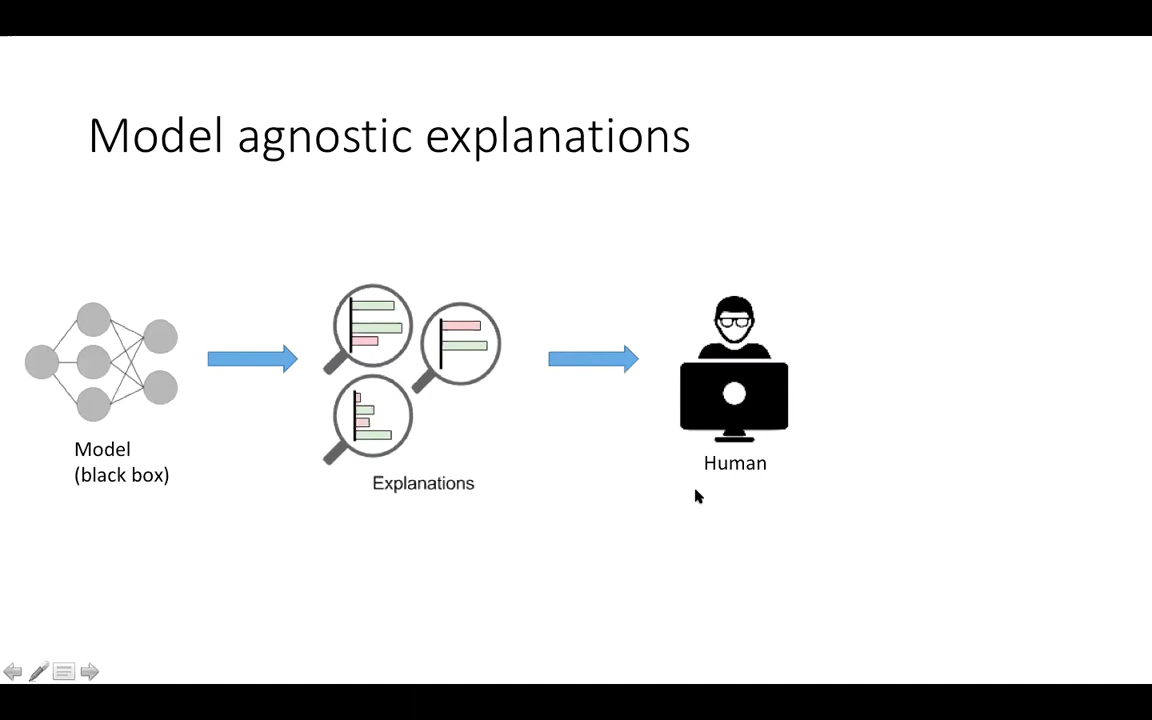 Model agnostic explanations
Model
(black box)
Explanations
Human